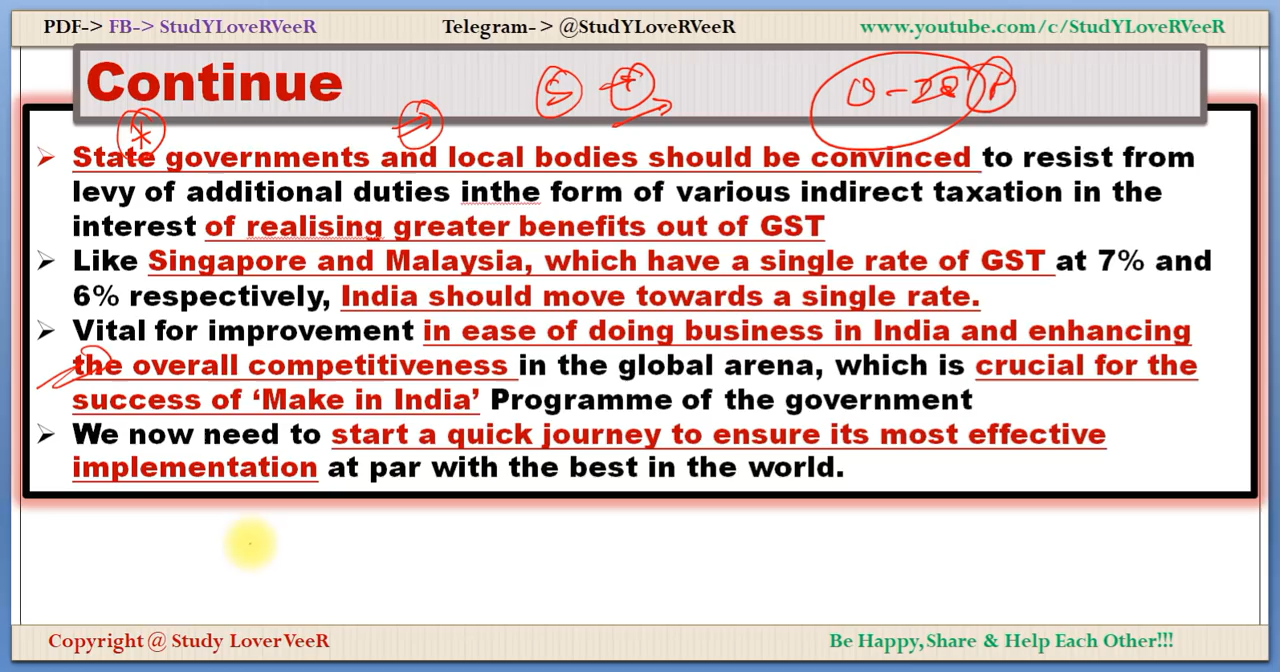 PDF-> FB-> StudYLoveRVeeR Telegram- > @StudYLoveRVeeR www.youtube.com/c/StudYLoveRVeeR
Continue
State governments and local bodies should be convinced to resist from
levy of additional duties inthe form of various indirect taxation in the
interest of realising greater benefits out of GST
Like Singapore and Malaysia, which have a single rate of GST at 7% and
6% respectively, India should move towards a single rate.
Vital for improvement in ease of doing business in India and enhancing
the overall competitiveness in the global arena, which is crucial for the
success of ‘Make in India’ Programme of the government
We now need to start a quick journey to ensure its most effective
implementation at par with the best in the world.
Copyright @ Study LoverVeeR Be Happy,Share & Help Each Other!!!